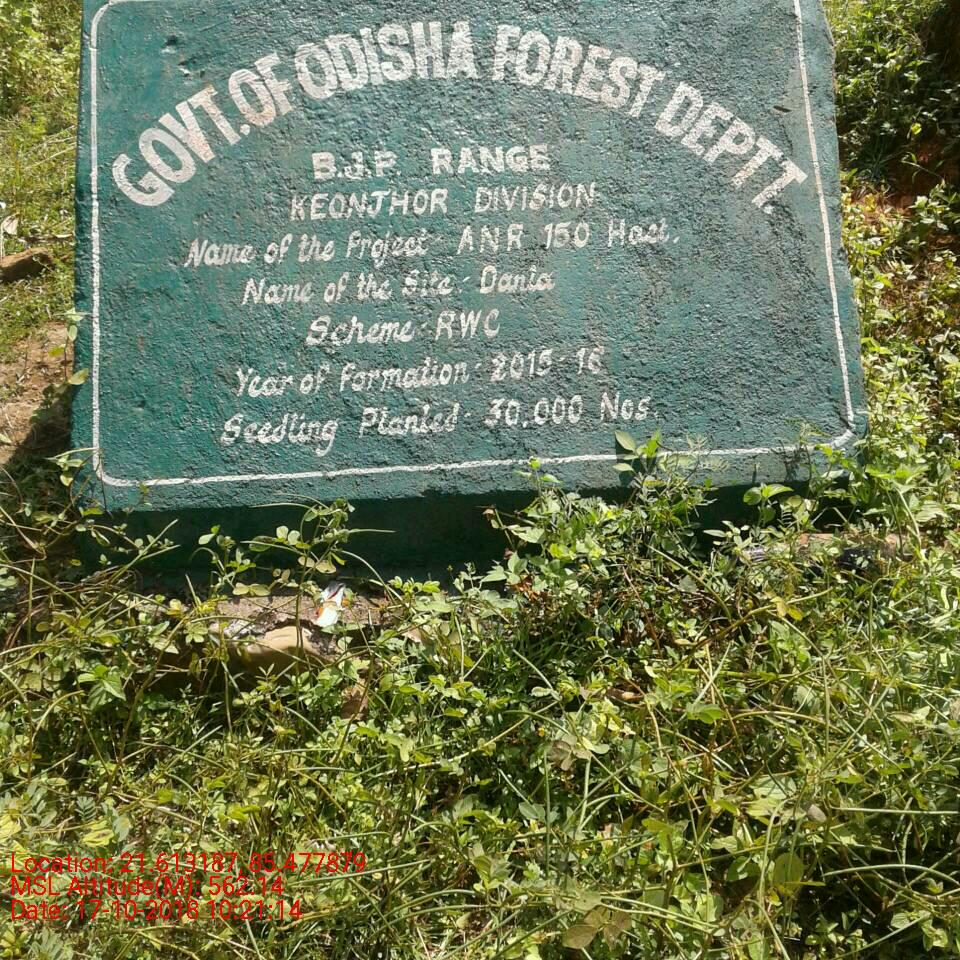 GOVT. OF ODISHA FOREST DEPTT.
B.J.P. RANGE
KEONJHOR DIVISION
Name of the Project- ANR 150 Hact.
Name of the Site- Dania
Scheme- RWC
Year of Formation- 2015-16
Seedling Planted- 30.000 Nos.
Location: 21.613187, 85.477879
MSL Altitude(M): 562.14
Date: 17-10-2018 10:21:14